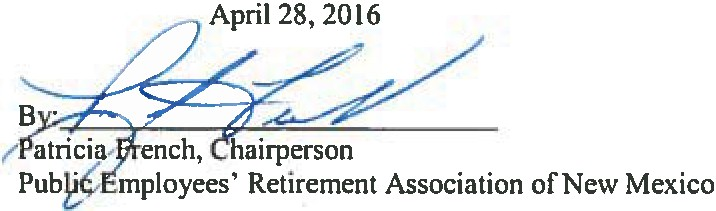 April 28, 2016
By:
Patricia French, Chairperson
Public Employees' Retirement Association of New Mexico